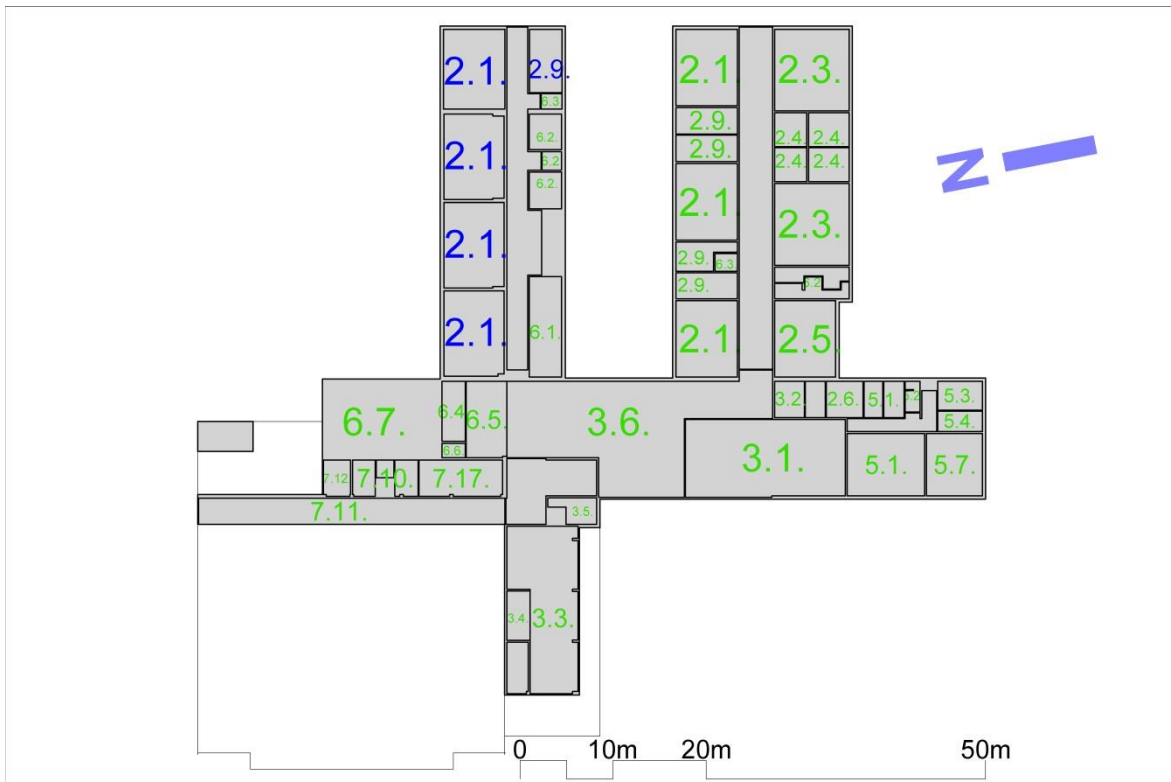 2.1. 2.9. 2.1. 2.3.
6.3.
2.9. 2.4. 2.4.
6.2.
2.1. 6.2 2.9. 2.4. 2.4.
6.2. N
2.1. 2.3.
2.1.
2.9. 6.3.
2.9. 6.2
2.1. 6.1. 2.1. 2.5.
3.2. 2.6. 5.1. 5.2 5.3.
6.7. 6.4. 6.5. 3.6. 5.4.
6.6. 3.1. 5.1. 5.7.
7.12. 7.10. 7.17.
7.11. 3.5.
3.4. 3.3.
0 10m 20m 50m